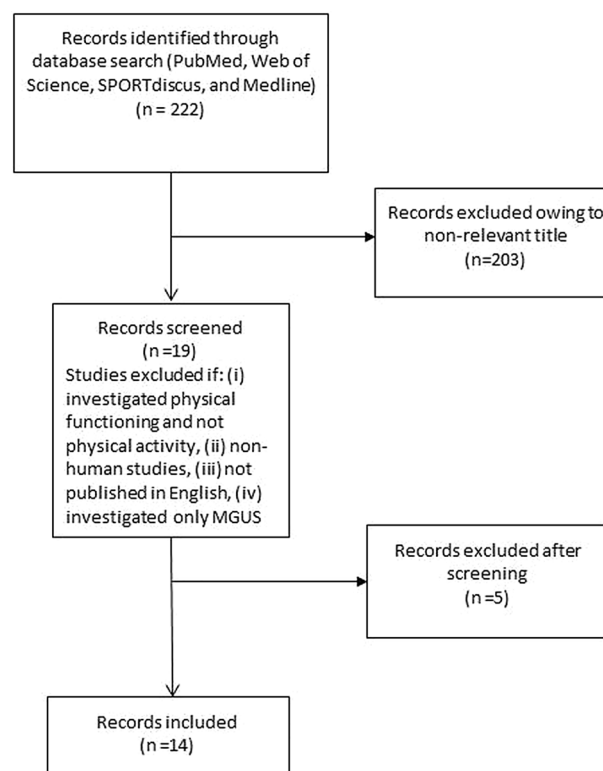 Records identified through
database search (PubMed, Web of
Science, SPORTdiscus, and Medline)
(n = 222)
Records excluded owing to
non-relevant title
(n=203)
Records screened
(n =19)
Studies excluded if: (i)
investigated physical
functioning and not
physical activity, (ii) non-
human studies, (iii) not
published in English, (iv)
investigated only MGUS
Records excluded after
screening
(n =5)
Records included
(n =14)